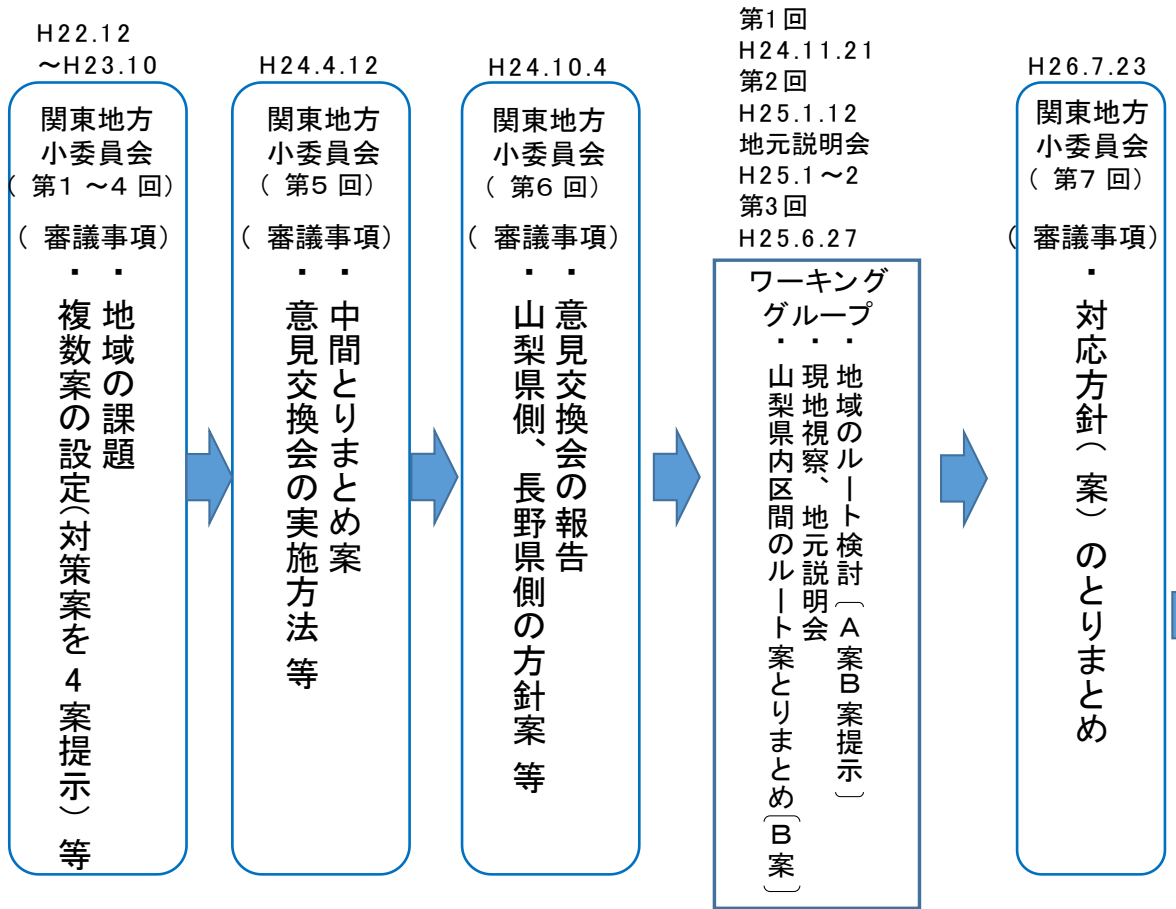 H22.12
～H23.10
関東地方
小委員会
( 第1～4回)
( 審議事項)
・地域の課題
・複数案の設定(対策案を4案提示)等
H24.4.12
関東地方
小委員会
( 第5回)
( 審議事項)
・中間とりまとめ案
・意見交換会の実施方法 等
H24.10.4
関東地方
小委員会
( 第6回)
( 審議事項)
・意見交換会の報告
・山梨県側、長野県側の方針案 等
第1回
H24.11.21
第2回
H25.1.12
地元説明会
H25.1～2
第3回
H25.6.27
ワーキング
グループ
・地域のルート検討〔A案B案提示〕
・現地視察、地元説明会
・山梨県内区間のルート案とりまとめ〔B案〕
H26.7.23
関東地方
小委員会
( 第7回)
( 審議事項)
・対応方針(案)のとりまとめ